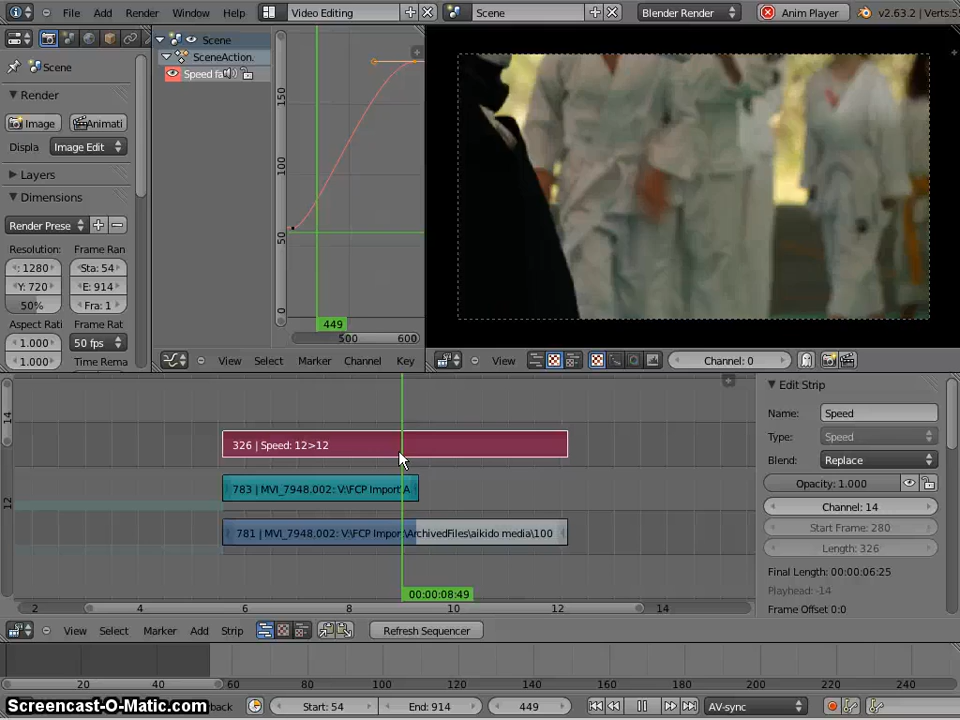 File Add Render Window Help Video Editing Scene Blender Render Anim Player v2.63.2 | Verts:5
Scene
Render
Image Animati
Displa Image Edit
Layers
Dimensions
Render Prese
Resolution: Frame Ran
: 1280 Sta: 54
Y: 720 E: 914
50% Fra: 1
Aspect Rati Frame Rat
1.000 50 fps
1.000 Time Rema
Scene
SceneAction.
Speed fa
150
100
50
0
449
500 600
View Select Marker Channel Key
View Channel: 0
14
12
326 | Speed: 12>12
783 | MVI_7948.002: V:\FCP Import\A
781 | MVI_7948.002: V:\FCP Import\ArchivedFiles\aikido media\100
00:00:08:49
2 4 6 8 10 12 14
View Select Marker Add Strip Refresh Sequencer
Edit Strip
Name: Speed
Type: Speed
Blend: Replace
Opacity: 1.000
Channel: 14
Start Frame: 280
Length: 326
Final Length: 00:00:06:25
Playhead: -14
Frame Offset 0:0
20 40 60 80 100 120 140 160 180 200 220 240
Screencast-O-Matic.com back Start: 54 End: 914 449 AV-sync